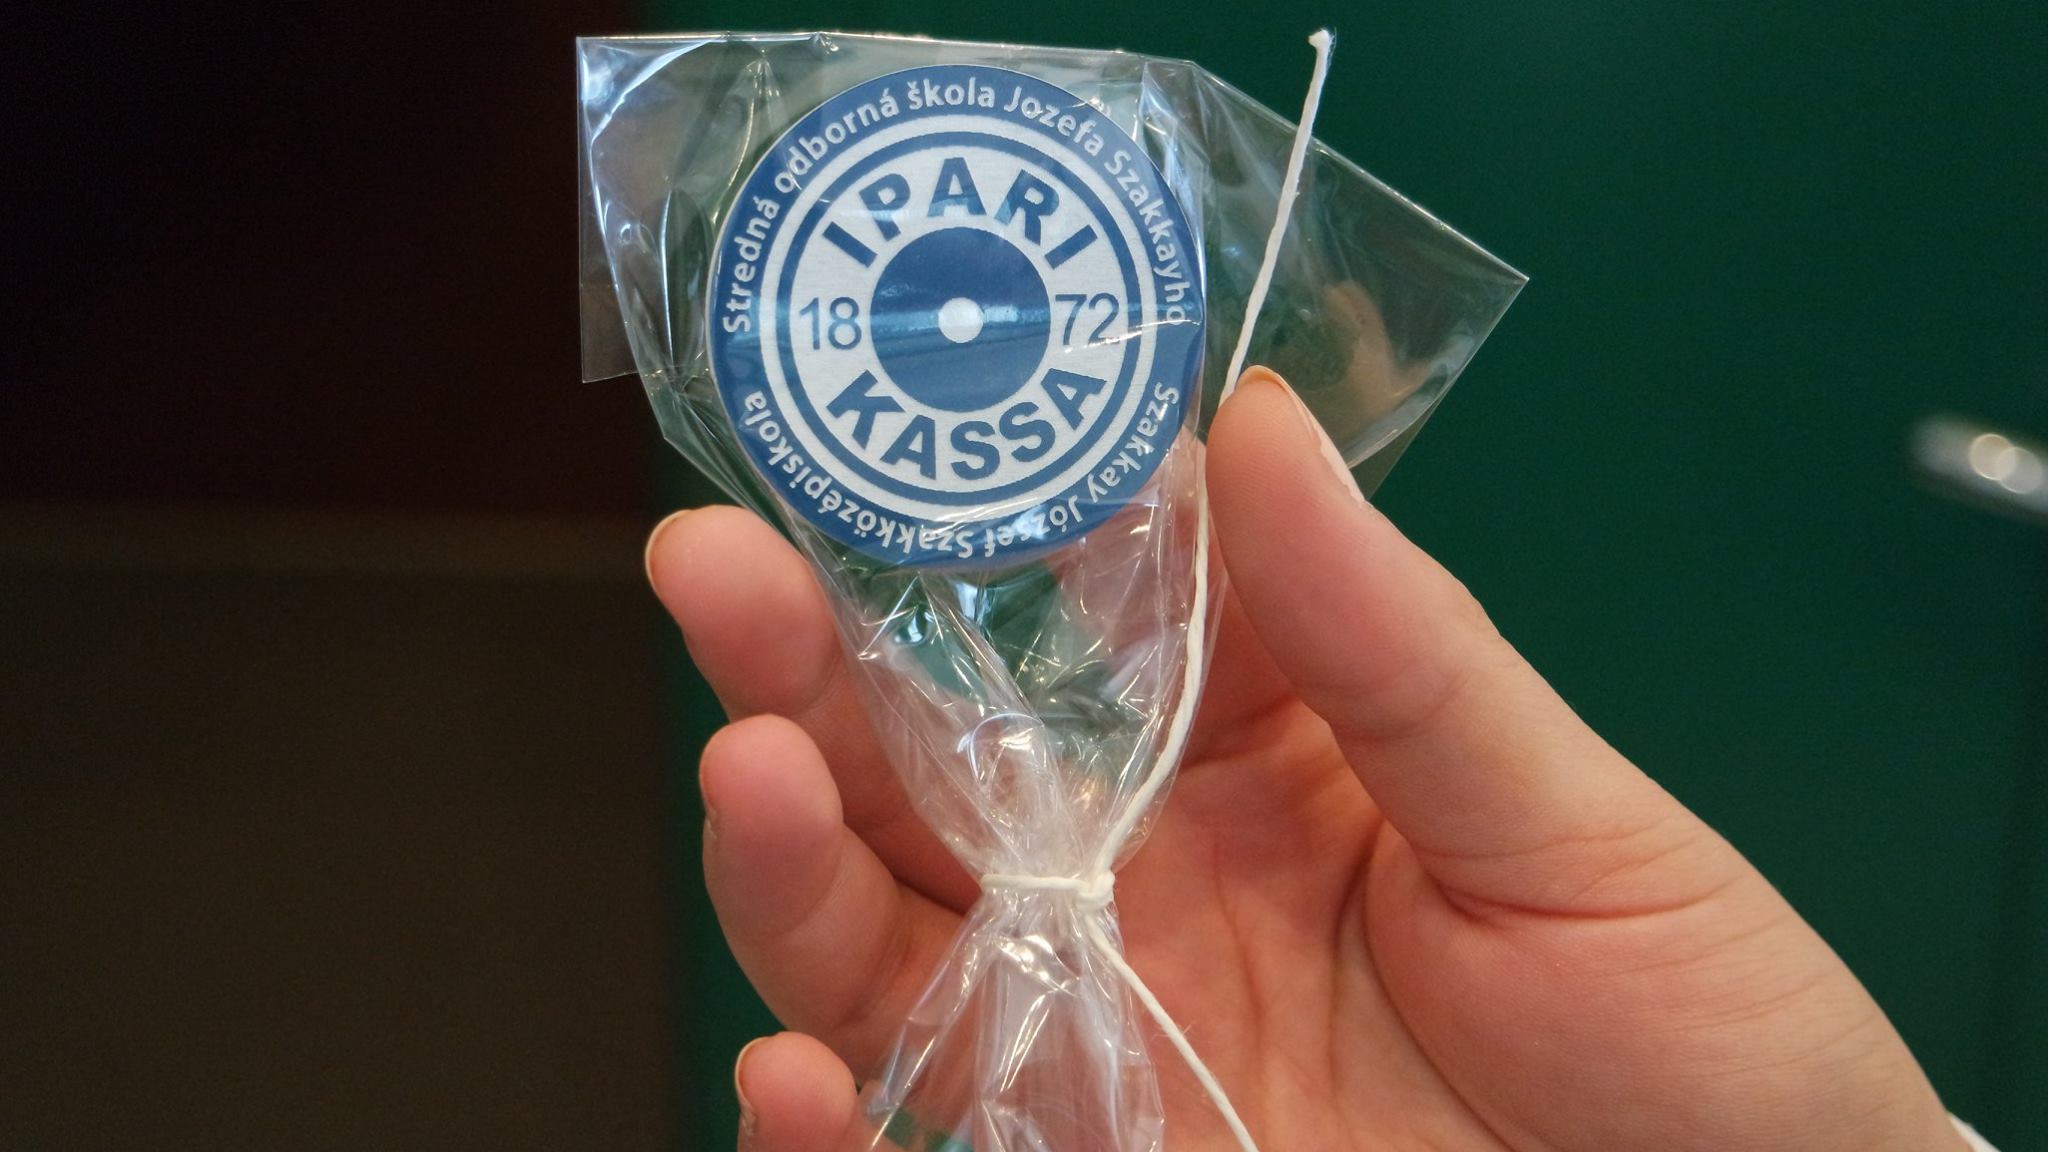 Stredná odborná škola Jozefa Szakkayho
IPARI
18 72
KASSA
Szakkay József Szakközépiskola